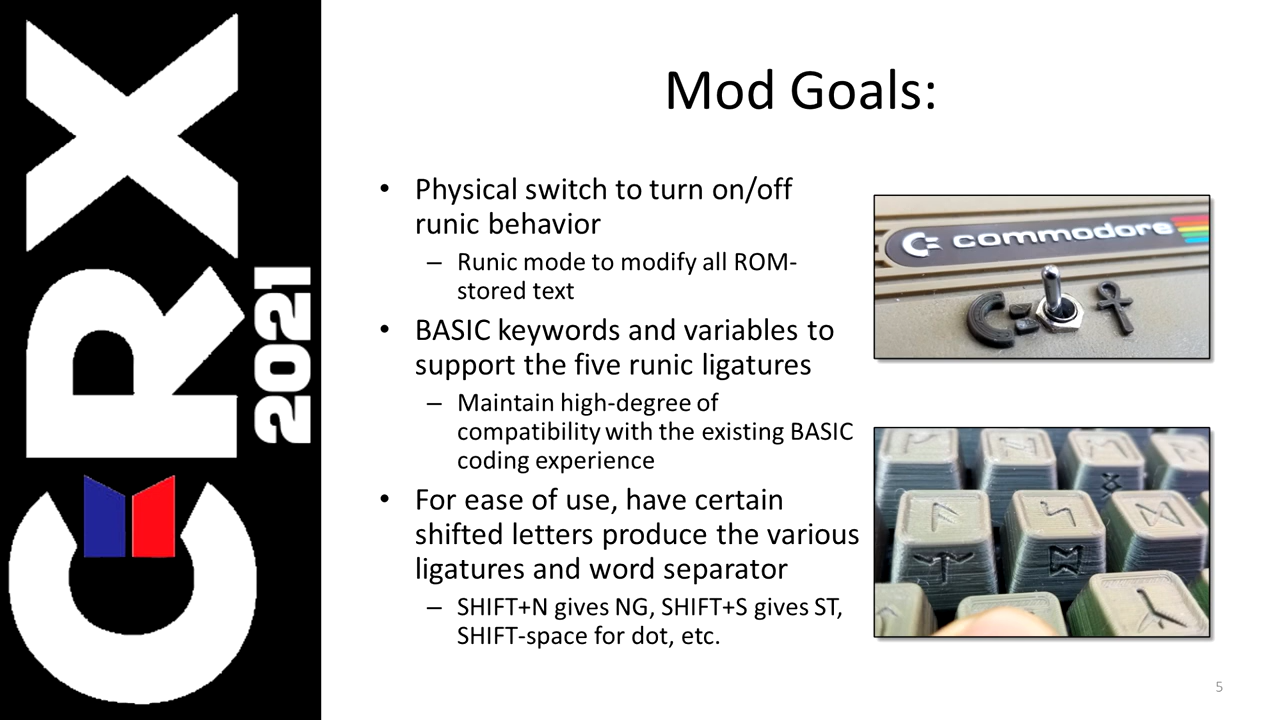 CRX
2021
Mod Goals:
• Physical switch to turn on/off
runic behavior
– Runic mode to modify all ROM-
stored text
• BASIC keywords and variables to
support the five runic ligatures
– Maintain high-degree of
compatibility with the existing BASIC
coding experience
• For ease of use, have certain
shifted letters produce the various
ligatures and word separator
– SHIFT+N gives NG, SHIFT+S gives ST,
SHIFT-space for dot, etc.
commodore
5